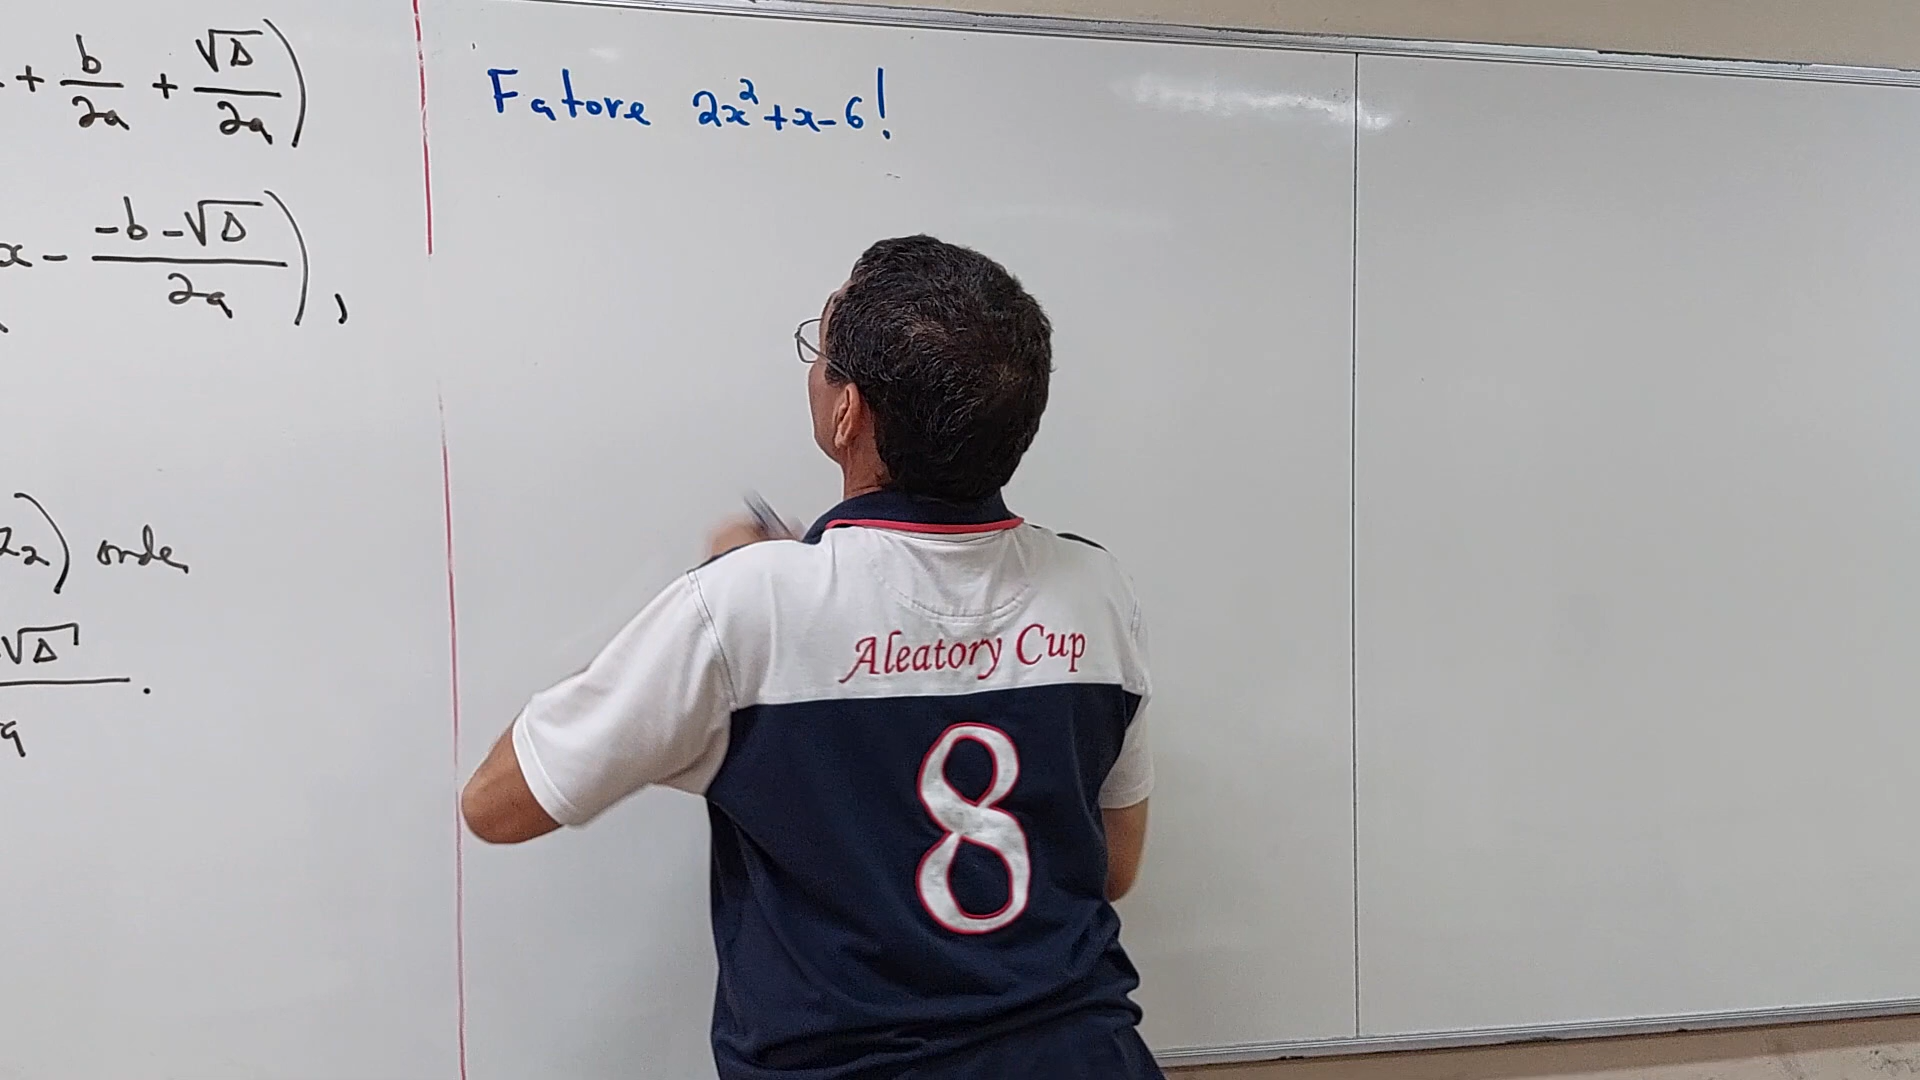 + b/2a + √Δ/2a)
x - (-b-√Δ)/2a),
) onde
√Δ
.
Fatore 2x²+x-6!
Aleatory Cup
8